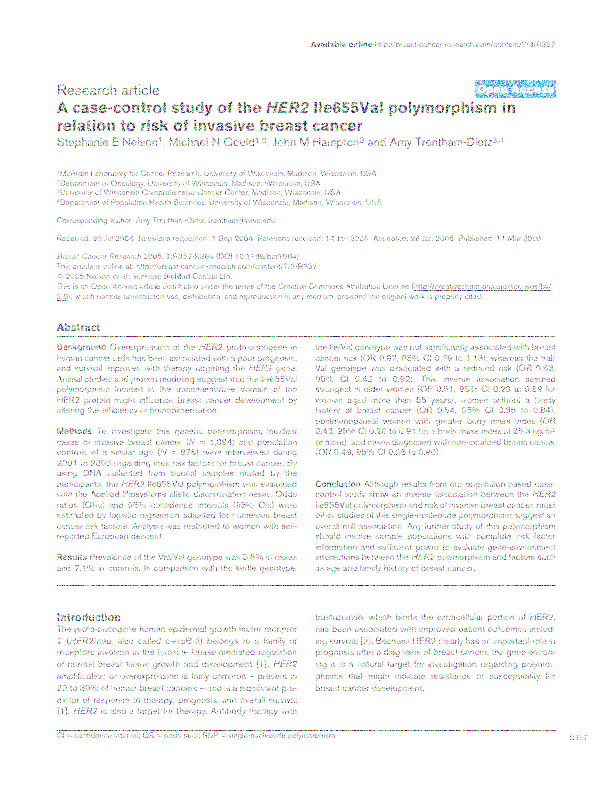 Available online http://breast-cancer-research.com/content/7/3/R357
Research article
Open Access
A case-control study of the HER2 Ile655Val polymorphism in
relation to risk of invasive breast cancer
Stephanie E Nelson1, Michael N Gould1,2, John M Hampton3 and Amy Trentham-Dietz3,4
1McArdle Laboratory for Cancer Research, University of Wisconsin, Madison, Wisconsin, USA
2Department of Oncology, University of Wisconsin, Madison, Wisconsin, USA
3University of Wisconsin Comprehensive Cancer Center, Madison, Wisconsin, USA
4Department of Population Health Sciences, University of Wisconsin, Madison, Wisconsin, USA
Corresponding author: Amy Trentham-Dietz, trentham@wisc.edu
Received: Revisions requested: 1 Sep 2004 Revisions received: 14 Jan 2005 Accepted: 26 Jan 2005 Published: 11 Mar 2005
Breast Cancer Research 2005, 7:R357-R364 (DOI 10.1186/bcr1004)
This article is online at: http://breast-cancer-research.com/content/7/3/R357
© 2005 Nelson et al.; licensee BioMed Central Ltd.
This is an Open Access article distributed under the terms of the Creative Commons Attribution License (http://creativecommons.org/licenses/by/
2.0), which permits unrestricted use, distribution, and reproduction in any medium, provided the original work is properly cited.
Abstract
Background Overexpression of the HER2 proto-oncogene in
human cancer cells has been associated with a poor prognosis,
and survival improves with therapy targeting the HER2 gene.
Animal studies and protein modeling suggest that the Ile655Val
polymorphism located in the transmembrane domain of the
HER2 protein might influence breast cancer development by
altering the efficiency of homodimerization.
Methods To investigate this genetic polymorphism, incident
cases of invasive breast cancer (N = 1,094) and population
controls of a similar age (N = 976) were interviewed during
2001 to 2003 regarding their risk factors for breast cancer. By
using DNA collected from buccal samples mailed by the
participants, the HER2 Ile655Val polymorphism was evaluated
with the Applied Biosystems allelic discrimination assay. Odds
ratios (ORs) and 95% confidence intervals (95% CIs) were
estimated by logistic regression adjusted for numerous breast
cancer risk factors. Analysis was restricted to women with self-
reported European descent.
Results Prevalence of the Val/Val genotype was 5.8% in cases
and 7.1% in controls. In comparison with the Ile/Ile genotype,
the Ile/Val genotype was not significantly associated with breast
cancer risk (OR 0.92, 95% CI 0.76 to 1.13), whereas the Val/
Val genotype was associated with a reduced risk (OR 0.63,
95% CI 0.42 to 0.92). This inverse association seemed
strongest in older women (OR 0.51, 95% CI 0.29 to 0.89 for
women aged more than 55 years), women without a family
history of breast cancer (OR 0.54, 95% CI 0.35 to 0.84),
postmenopausal women with greater body mass index (OR
0.43, 95% CI 0.20 to 0.91 for a body mass index of 25.3 kg/m2
or more), and cases diagnosed with non-localized breast cancer
(OR 0.49, 95% CI 0.26 to 0.90).
Conclusion Although results from our population-based case-
control study show an inverse association between the HER2
Ile655Val polymorphism and risk of invasive breast cancer, most
other studies of this single-nucleotide polymorphism suggest an
overall null association. Any further study of this polymorphism
should involve sample populations with complete risk factor
information and sufficient power to evaluate gene-environment
interactions between the HER2 polymorphism and factors such
as age and family history of breast cancer.
Introduction
The proto-oncogene human epidermal growth factor receptor
2 (HER2/neu, also called c-erbB-2) belongs to a family of
receptors involved in the tyrosine-kinase-mediated regulation
of normal breast tissue growth and development [1]. HER2
amplification or overexpression is fairly common – present in
20 to 30% of human breast cancers – and is a significant pre-
dictor of response to therapy, prognosis, and overall survival
[1]. HER2 is also a target for therapy. Antibody therapy with
trastuzumab, which binds the extracellular portion of HER2,
has been associated with improved patient outcomes includ-
ing survival [2]. Because HER2 clearly has an important role in
prognosis after a diagnosis of breast cancer, the gene encod-
ing it is a natural target for investigation regarding polymor-
phisms that might indicate resistance or susceptibility for
breast cancer development.
CI = confidence interval; OR = odds ratio; SNP = single-nucleotide polymorphism.
R357